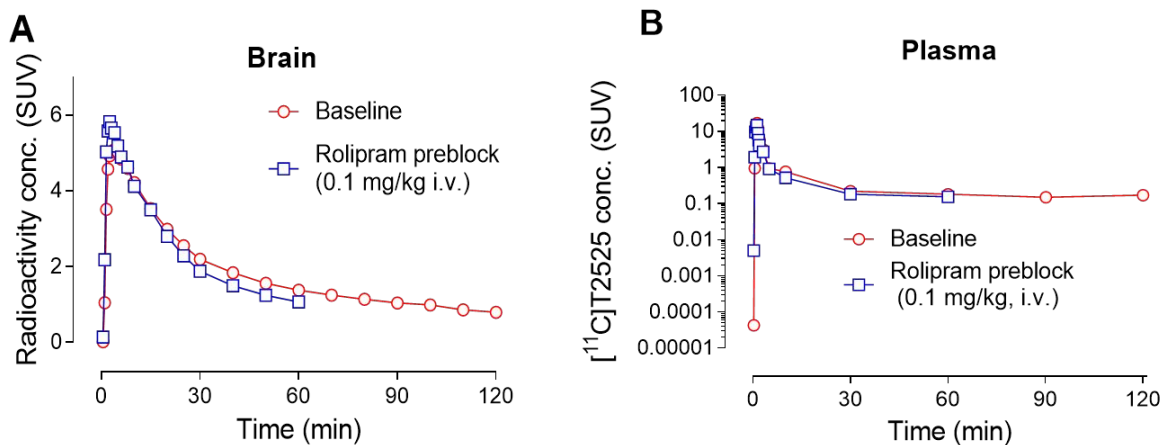 A
Brain
Radioactivity conc. (SUV)
6
4
2
0
Baseline
Rolipram preblock
(0.1 mg/kg i.v.)
0 30 60 90 120
Time (min)
B
Plasma
[¹¹C]T2525 conc. (SUV)
100
10
1
0.1
0.01
0.001
0.0001
0.00001
Baseline
Rolipram preblock
(0.1 mg/kg, i.v.)
0 30 60 90 120
Time (min)